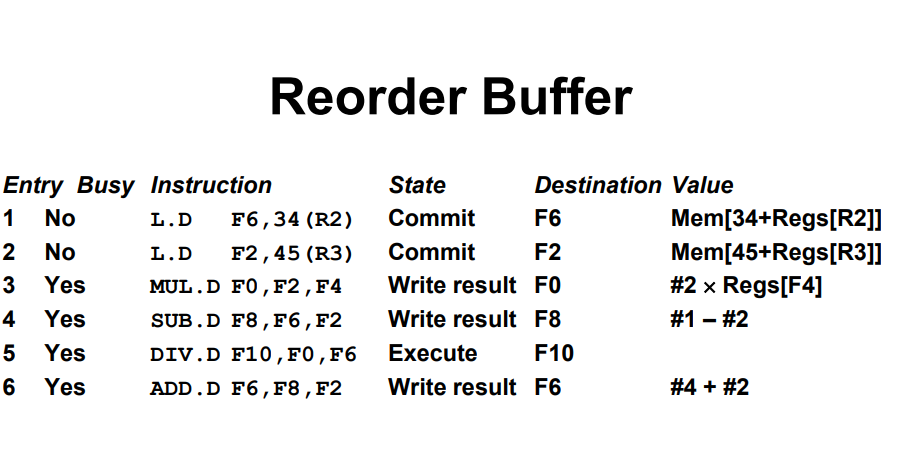 Reorder Buffer
Entry Busy Instruction State Destination Value
1 No L.D F6,34(R2) Commit F6 Mem[34+Regs[R2]]
2 No L.D F2,45(R3) Commit F2 Mem[45+Regs[R3]]
3 Yes MUL.D F0,F2,F4 Write result F0 #2 × Regs[F4]
4 Yes SUB.D F8,F6,F2 Write result F8 #1 – #2
5 Yes DIV.D F10,F0,F6 Execute F10
6 Yes ADD.D F6,F8,F2 Write result F6 #4 + #2